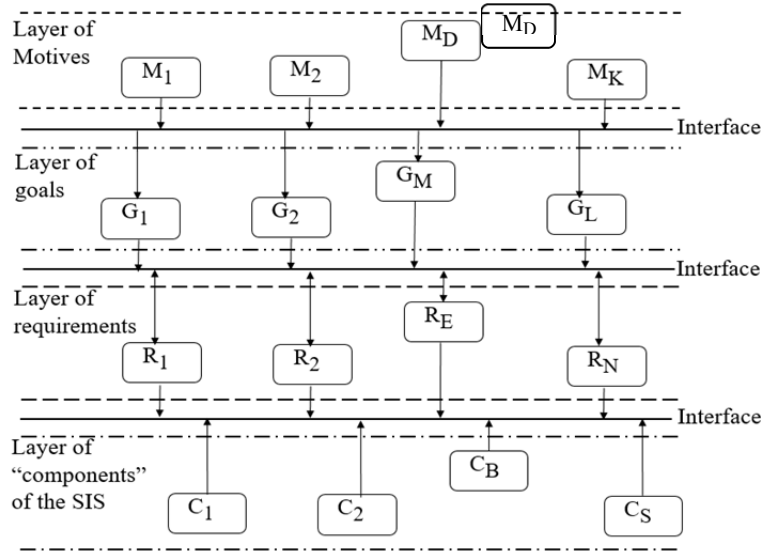 Layer of
Motives
M1
M2
MD
MD
MK
Interface
Layer of
goals
G1
G2
GM
GL
Interface
Layer of
requirements
R1
R2
RE
RN
Interface
Layer of
“components”
of the SIS
C1
C2
CB
CS